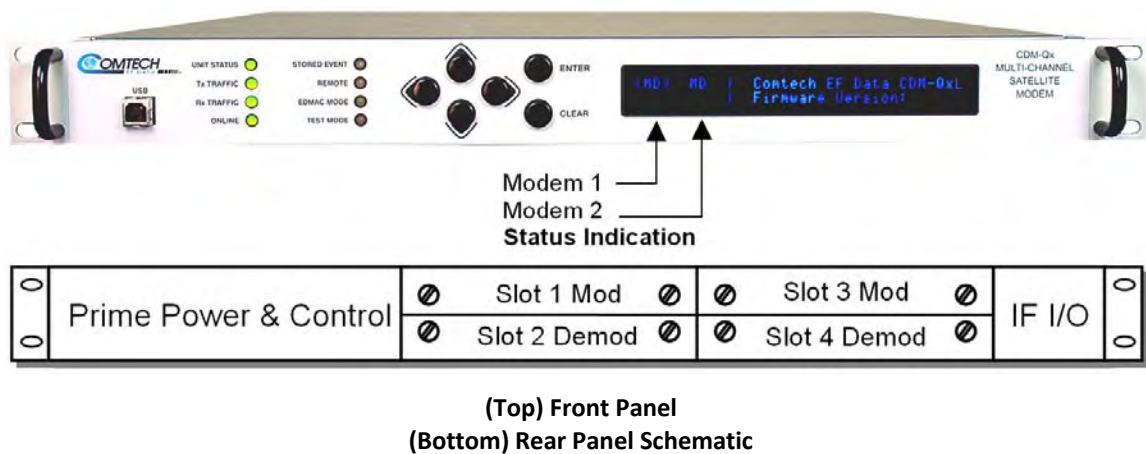 COMTECH
EF DATA
USB
UNIT STATUS
Tx TRAFFIC
Rx TRAFFIC
ONLINE
STORED EVENT
REMOTE
EDMAC MODE
TEST MODE
ENTER
CLEAR
(MD) MD | Comtech EF Data CDM-QxL
| Firmware Version:
CDM-Qx
MULTI-CHANNEL
SATELLITE
MODEM
Modem 1
Modem 2
Status Indication
Prime Power & Control
Slot 1 Mod
Slot 3 Mod
Slot 2 Demod
Slot 4 Demod
IF I/O
(Top) Front Panel
(Bottom) Rear Panel Schematic